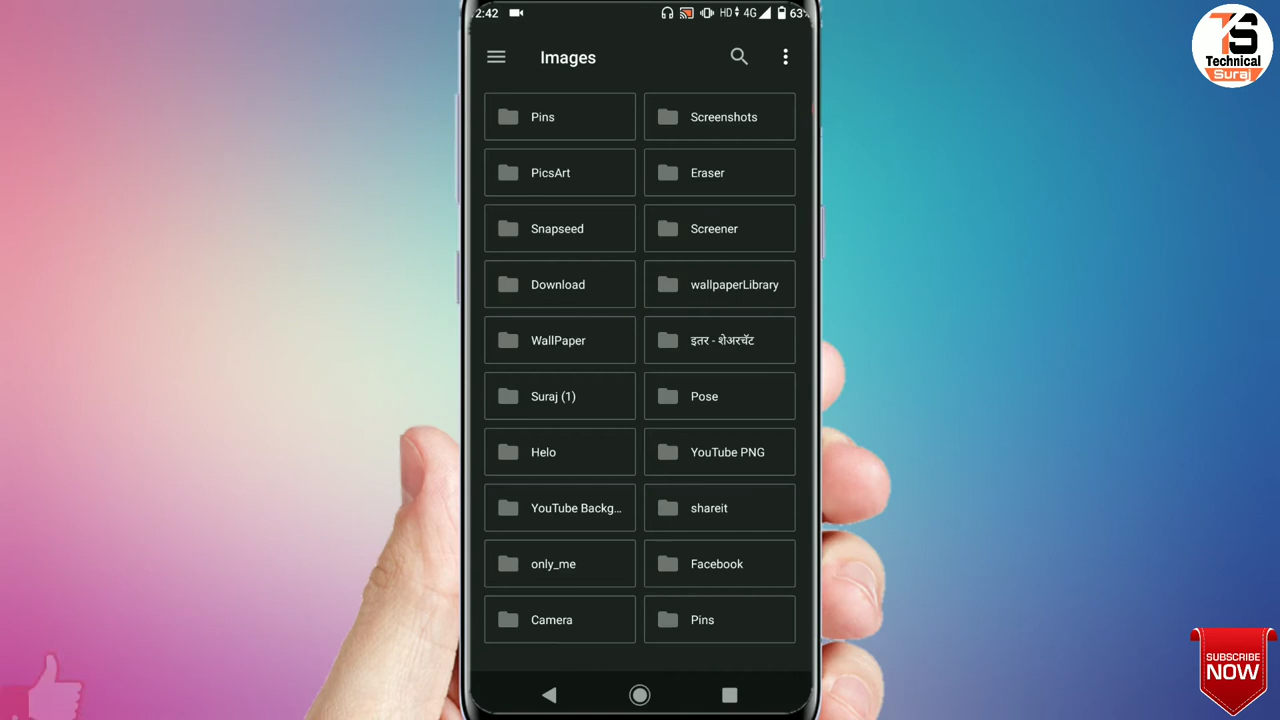 2:42 HD 4G 63%
TS
Technical
Suraj
Images
Pins Screenshots
PicsArt Eraser
Snapseed Screener
Download wallpaperLibrary
WallPaper इतर - शेअरचॅट
Suraj (1) Pose
Helo YouTube PNG
YouTube Backg... shareit
only_me Facebook
Camera Pins
SUBSCRIBE
NOW